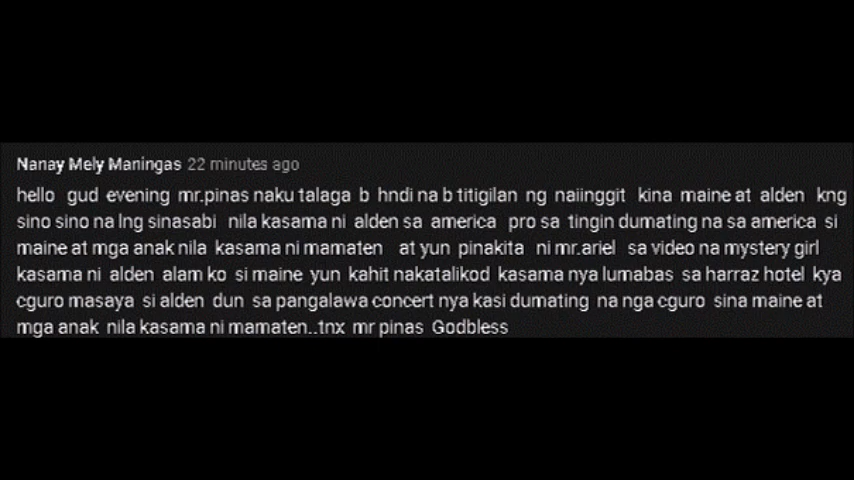 Nanay Mely Maningas 22 minutes ago
hello gud evening mr.pinas naku talaga b hndi na b titigilan ng naiinggit kina maine at alden kng
sino sino na lng sinasabi nila kasama ni alden sa america pro sa tingin dumating na sa america si
maine at mga anak nila kasama ni mamaten at yun pinakita ni mr.ariel sa video na mystery girl
kasama ni alden alam ko si maine yun kahit nakatalikod kasama nya lumabas sa harraz hotel kya
cguro masaya si alden dun sa pangalawa concert nya kasi dumating na nga cguro sina maine at
mga anak nila kasama ni mamaten..tnx mr pinas Godbless